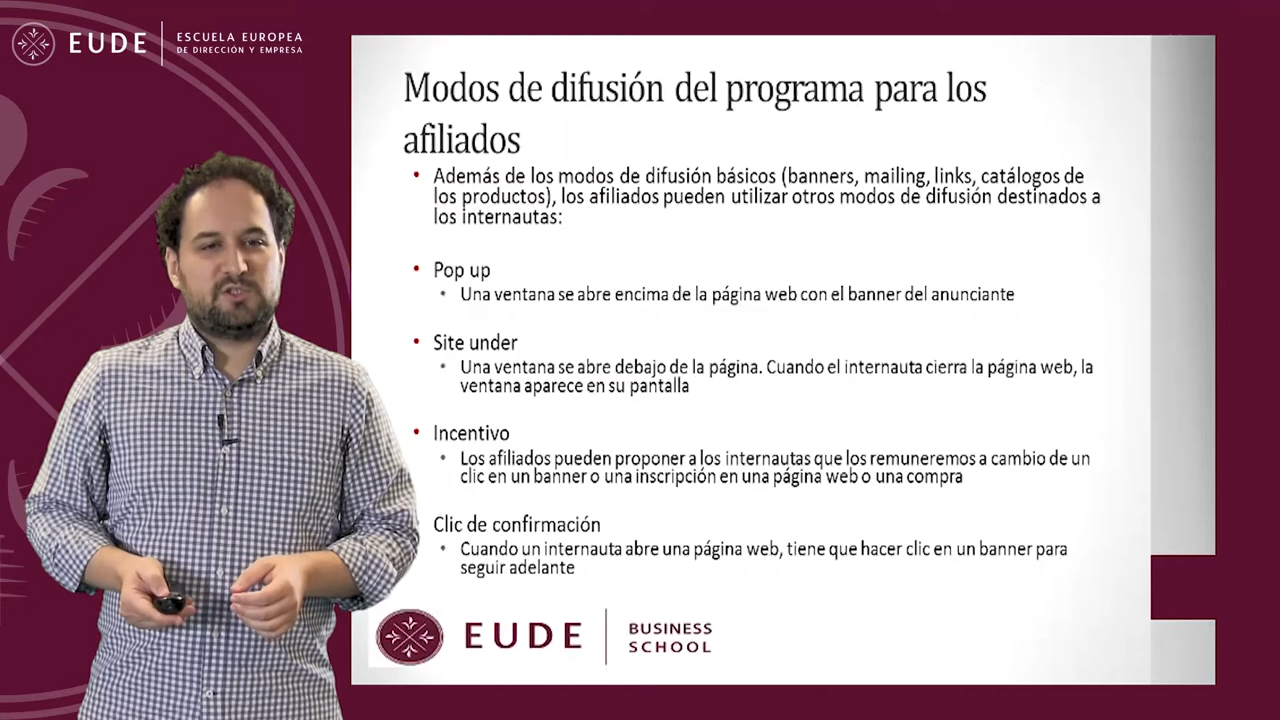 EUDE
ESCUELA EUROPEA
DE DIRECCIÓN Y EMPRESA
Modos de difusión del programa para los
afiliados
• Además de los modos de difusión básicos (banners, mailing, links, catálogos de
los productos), los afiliados pueden utilizar otros modos de difusión destinados a
los internautas:
• Pop up
• Una ventana se abre encima de la página web con el banner del anunciante
• Site under
• Una ventana se abre debajo de la página. Cuando el internauta cierra la página web, la
ventana aparece en su pantalla
• Incentivo
• Los afiliados pueden proponer a los internautas que los remuneremos a cambio de un
clic en un banner o una inscripción en una página web o una compra
Clic de confirmación
• Cuando un internauta abre una página web, tiene que hacer clic en un banner para
seguir adelante
EUDE
BUSINESS
SCHOOL